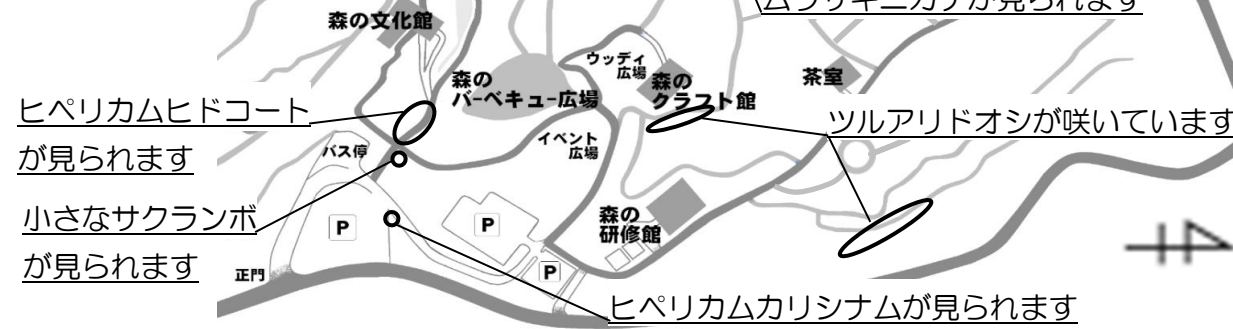 ムラサキニガナが見られます
森の文化館
ウッディ
広場
森の
クラフト館
茶室
森の
バーベキュー広場
ヒペリカムヒドコート
が見られます
ツルアリドオシが咲いています
イベント
広場
バス停
小さなサクランボ
が見られます
P
P
森の
研修館
P
正門
ヒペリカムカリシナムが見られます